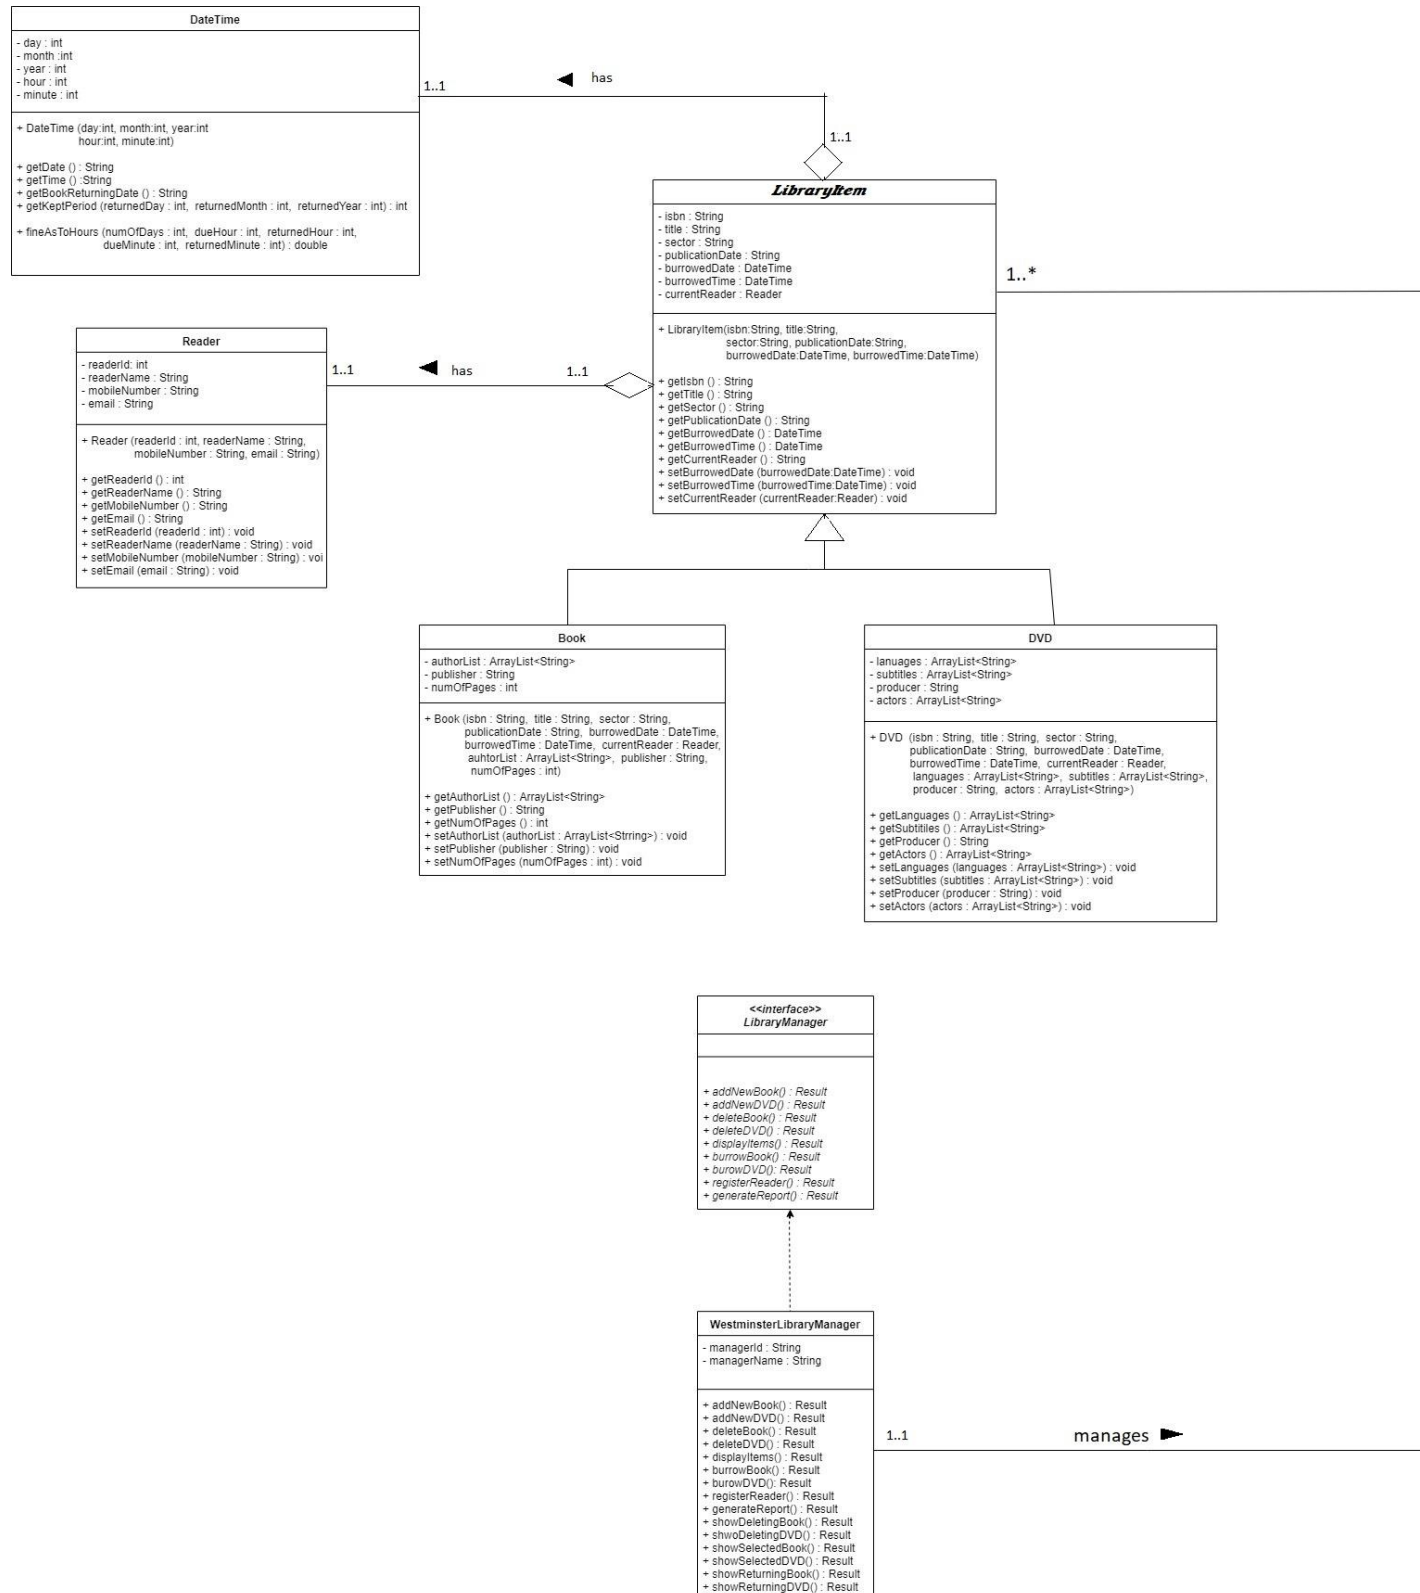 DateTime
- day : int
- month :int
- year : int
- hour : int
- minute : int
+ DateTime (day:int, month:int, year:int
hour:int, minute:int)
+ getDate () : String
+ getTime () :String
+ getBookReturningDate () : String
+ getKeptPeriod (returnedDay : int, returnedMonth : int, returnedYear : int) : int
+ fineAsToHours (numOfDays : int, dueHour : int, returnedHour : int,
dueMinute : int, returnedMinute : int) : double
1..1
has
1..1
LibraryItem
- isbn : String
- title : String
- sector : String
- publicationDate : String
- burrowedDate : DateTime
- burrowedTime : DateTime
- currentReader : Reader
+ LibraryItem(isbn:String, title:String,
sector:String, publicationDate:String,
burrowedDate:DateTime, burrowedTime:DateTime)
+ getIsbn () : String
+ getTitle () : String
+ getSector () : String
+ getPublicationDate () : String
+ getBurrowedDate () : DateTime
+ getBurrowedTime () : DateTime
+ getCurrentReader () : String
+ setBurrowedDate (burrowedDate:DateTime) : void
+ setBurrowedTime (burrowedTime:DateTime) : void
+ setCurrentReader (currentReader:Reader) : void
1..*
Reader
- readerId: int
- readerName : String
- mobileNumber : String
- email : String
+ Reader (readerId : int, readerName : String,
mobileNumber : String, email : String)
+ getReaderId () : int
+ getReaderName () : String
+ getMobileNumber () : String
+ getEmail () : String
+ setReaderId (readerId : int) : void
+ setReaderName (readerName : String) : void
+ setMobileNumber (mobileNumber : String) : voi
+ setEmail (email : String) : void
1..1
has
1..1
Book
- authorList : ArrayList<String>
- publisher : String
- numOfPages : int
+ Book (isbn : String, title : String, sector : String,
publicationDate : String, burrowedDate : DateTime,
burrowedTime : DateTime, currentReader : Reader,
auhtorList : ArrayList<String>, publisher : String,
numOfPages : int)
+ getAuthorList () : ArrayList<String>
+ getPublisher () : String
+ getNumOfPages () : int
+ setAuthorList (authorList : ArrayList<Strring>) : void
+ setPublisher (publisher : String) : void
+ setNumOfPages (numOfPages : int) : void
DVD
- lanuages : ArrayList<String>
- subtitles : ArrayList<String>
- producer : String
- actors : ArrayList<String>
+ DVD (isbn : String, title : String, sector : String,
publicationDate : String, burrowedDate : DateTime,
burrowedTime : DateTime, currentReader : Reader,
languages : ArrayList<String>, subtitles : ArrayList<String>,
producer : String, actors : ArrayList<String>)
+ getLanguages () : ArrayList<String>
+ getSubtitiles () : ArrayList<String>
+ getProducer () : String
+ getActors () : ArrayList<String>
+ setLanguages (languages : ArrayList<String>) : void
+ setSubtitles (subtitles : ArrayList<String>) : void
+ setProducer (producer : String) : void
+ setActors (actors : ArrayList<String>) : void
<<interface>>
LibraryManager
+ addNewBook() : Result
+ addNewDVD() : Result
+ deleteBook() : Result
+ deleteDVD() : Result
+ displayItems() : Result
+ burrowBook() : Result
+ burowDVD(): Result
+ registerReader() : Result
+ generateReport() : Result
WestminsterLibraryManager
- managerId : String
- managerName : String
+ addNewBook() : Result
+ addNewDVD() : Result
+ deleteBook() : Result
+ deleteDVD() : Result
+ displayItems() : Result
+ burrowBook() : Result
+ burowDVD(): Result
+ registerReader() : Result
+ generateReport() : Result
+ showDeletingBook() : Result
+ shwoDeletingDVD() : Result
+ showSelectedBook() : Result
+ showSelectedDVD() : Result
+ showReturningBook() : Result
+ showReturningDVD() : Result
1..1
manages